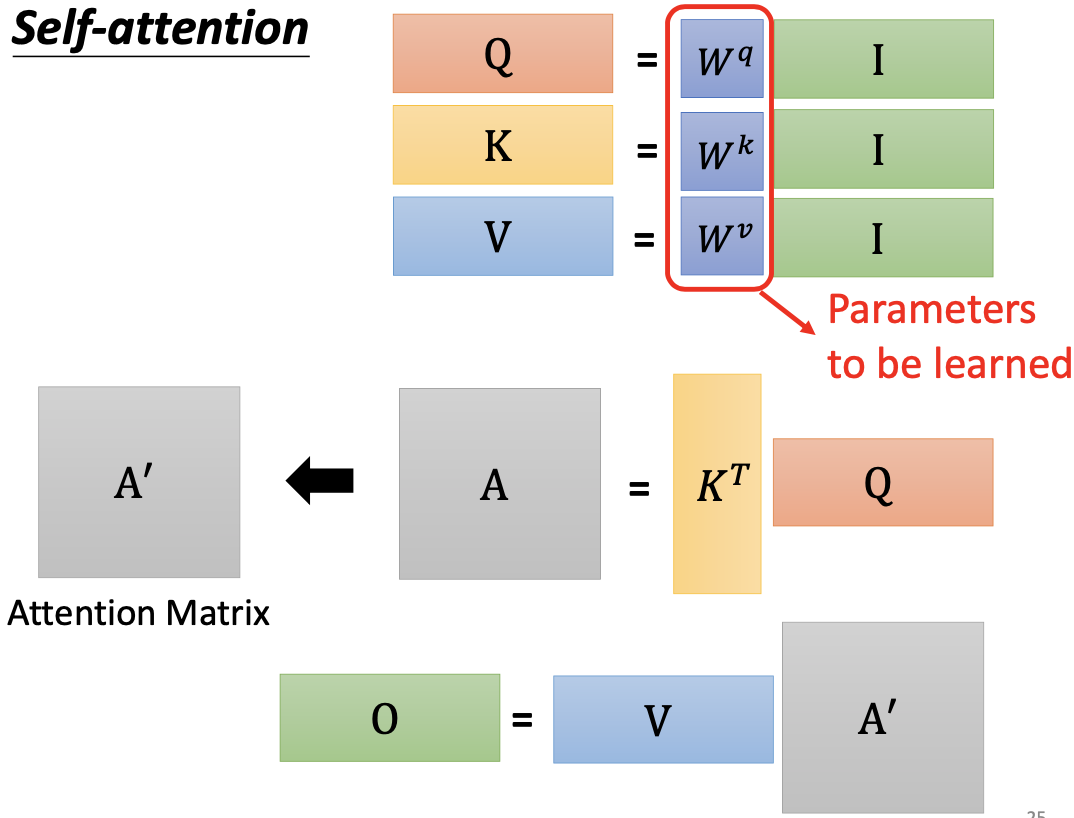 Self-attention
Q = W^q I
K = W^k I
V = W^v I
Parameters
to be learned
A′ A = K^T Q
Attention Matrix
O = V A′
25